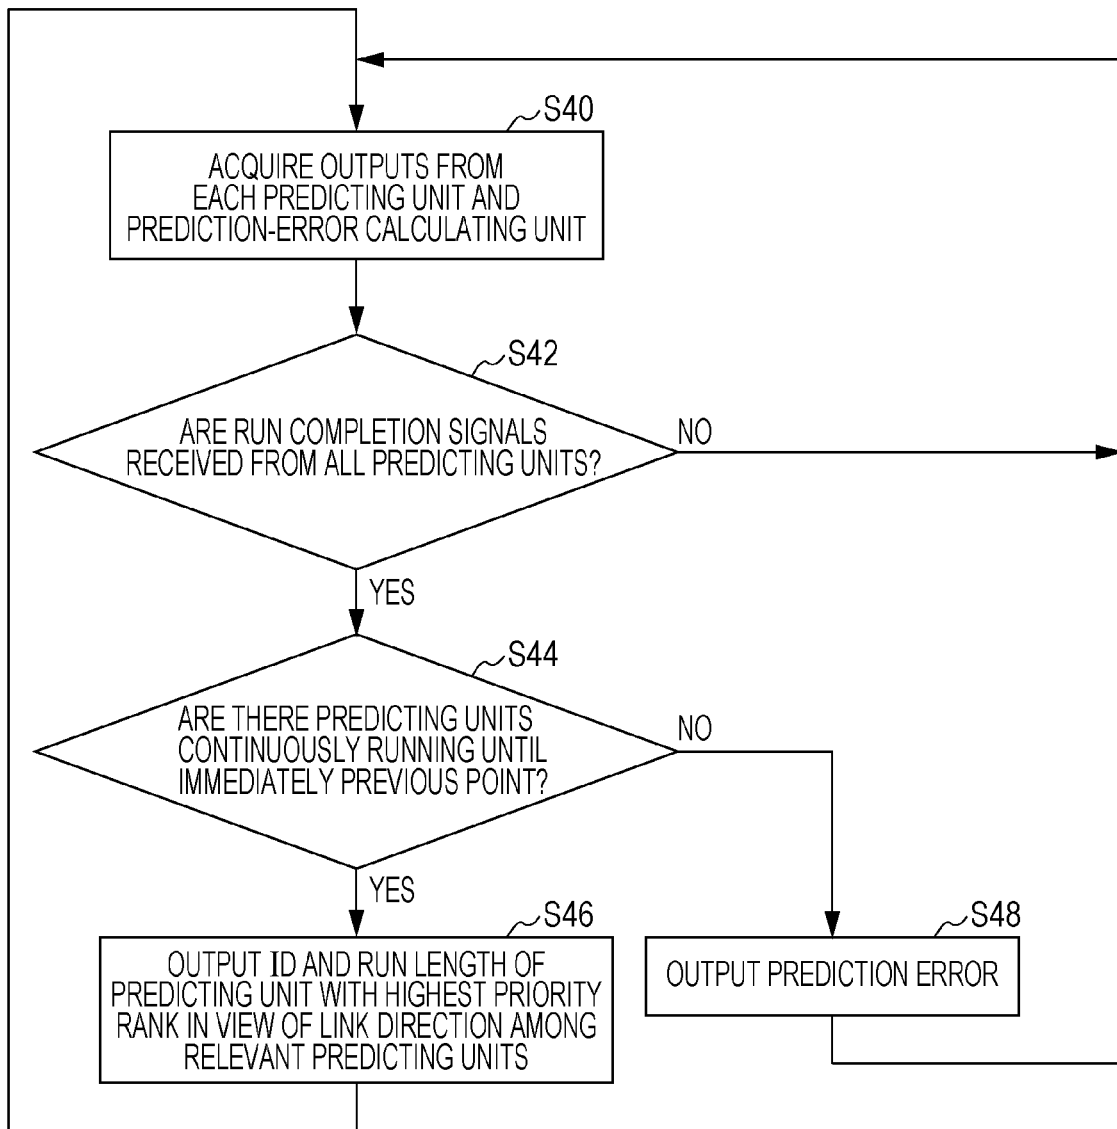 S40
ACQUIRE OUTPUTS FROM
EACH PREDICTING UNIT AND
PREDICTION-ERROR CALCULATING UNIT
S42
ARE RUN COMPLETION SIGNALS
RECEIVED FROM ALL PREDICTING UNITS?
NO
YES
S44
ARE THERE PREDICTING UNITS
CONTINUOUSLY RUNNING UNTIL
IMMEDIATELY PREVIOUS POINT?
NO
YES
S46
OUTPUT ID AND RUN LENGTH OF
PREDICTING UNIT WITH HIGHEST PRIORITY
RANK IN VIEW OF LINK DIRECTION AMONG
RELEVANT PREDICTING UNITS
S48
OUTPUT PREDICTION ERROR